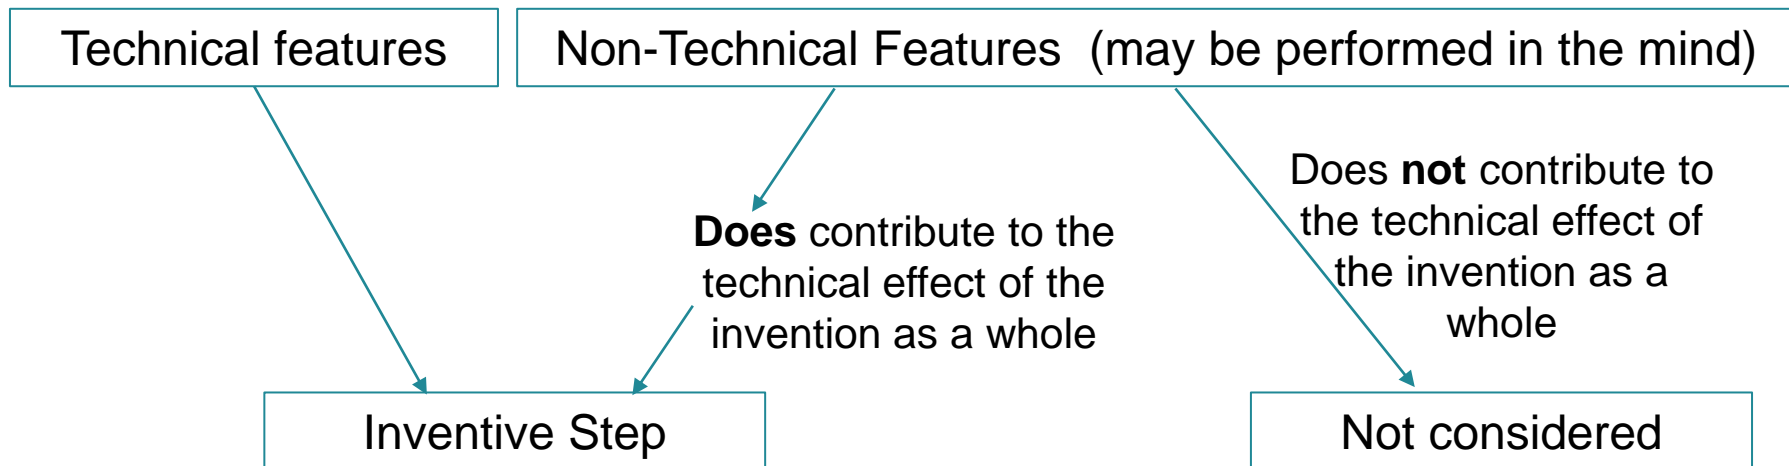 Technical features
Non-Technical Features (may be performed in the mind)
Does contribute to the
technical effect of the
invention as a whole
Does not contribute to
the technical effect of
the invention as a
whole
Inventive Step
Not considered